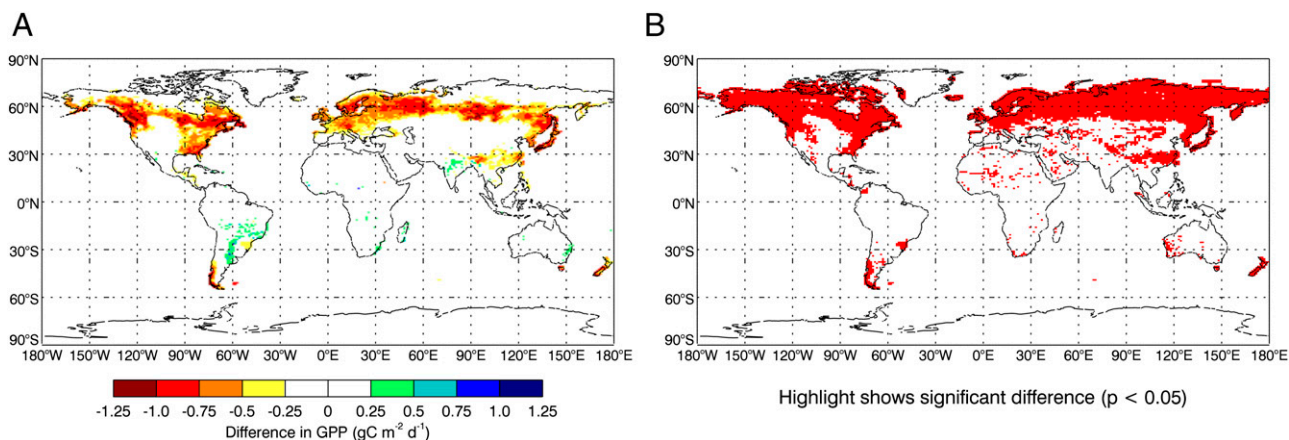 A
B
90°N
60°N
30°N
0°N
30°S
60°S
90°S
180°W 150°W 120°W 90°W 60°W 30°W 0°E 30°E 60°E 90°E 120°E 150°E 180°E
90°N
60°N
30°N
0°N
30°S
60°S
90°S
180°W 150°W 120°W 90°W 60°W 30°W 0°E 30°E 60°E 90°E 120°E 150°E 180°E
-1.25 -1.0 -0.75 -0.5 -0.25 0 0.25 0.5 0.75 1.0 1.25
Difference in GPP (gC m⁻² d⁻¹)
Highlight shows significant difference (p < 0.05)